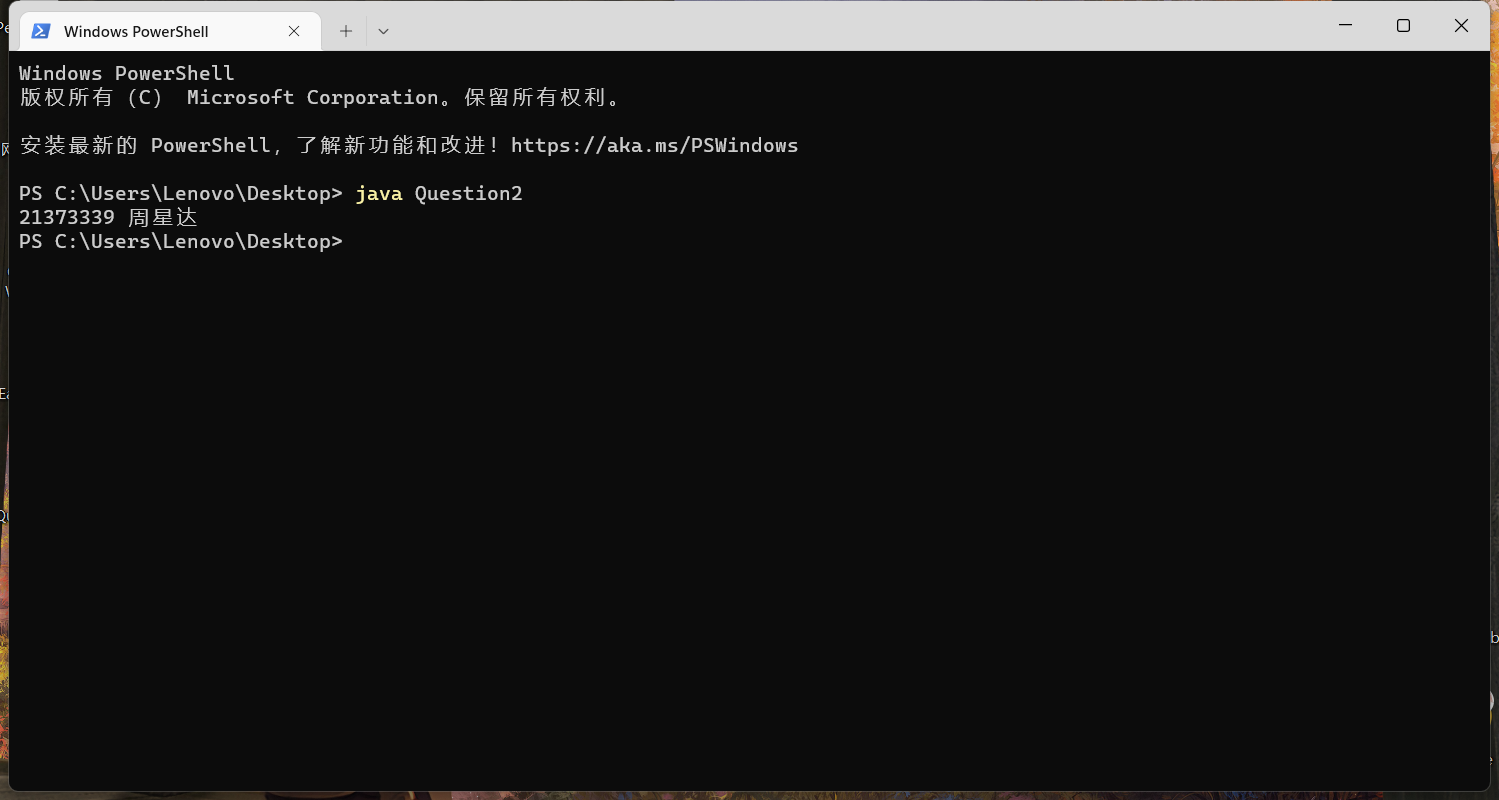 Windows PowerShell
Windows PowerShell
版权所有 (C) Microsoft Corporation。保留所有权利。
安装最新的 PowerShell，了解新功能和改进！https://aka.ms/PSWindows
PS C:\Users\Lenovo\Desktop> java Question2
21373339 周星达
PS C:\Users\Lenovo\Desktop>